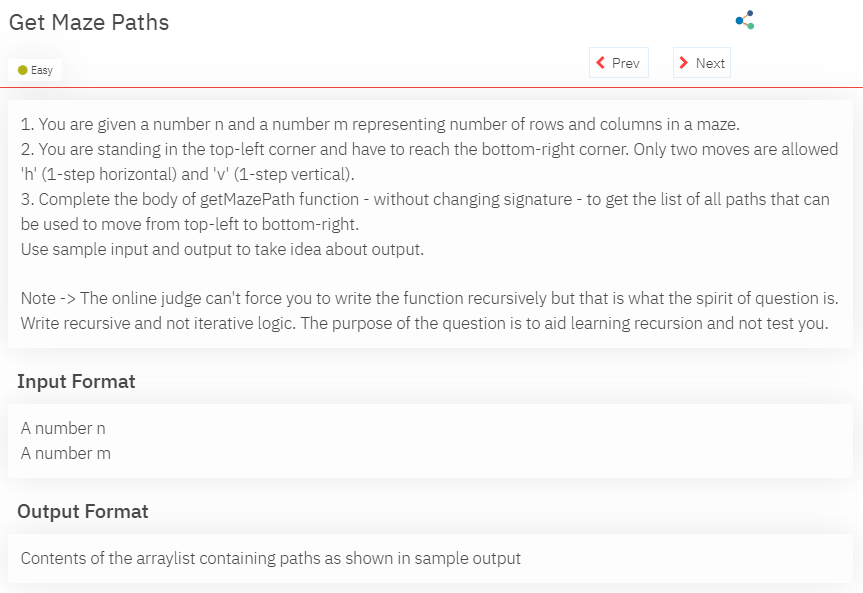 Get Maze Paths
Easy
Prev
Next
1. You are given a number n and a number m representing number of rows and columns in a maze.
2. You are standing in the top-left corner and have to reach the bottom-right corner. Only two moves are allowed
'h' (1-step horizontal) and 'v' (1-step vertical).
3. Complete the body of getMazePath function - without changing signature - to get the list of all paths that can
be used to move from top-left to bottom-right.
Use sample input and output to take idea about output.
Note -> The online judge can't force you to write the function recursively but that is what the spirit of question is.
Write recursive and not iterative logic. The purpose of the question is to aid learning recursion and not test you.
Input Format
A number n
A number m
Output Format
Contents of the arraylist containing paths as shown in sample output